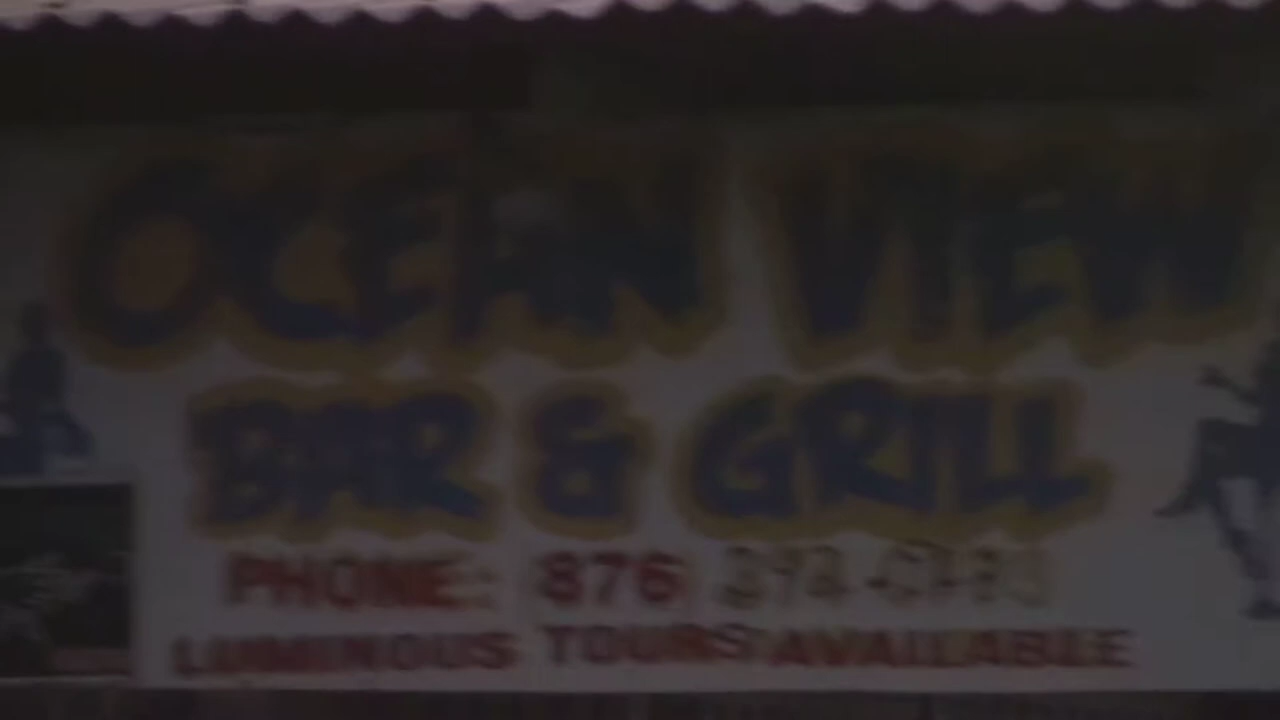 OCEAN VIEW
BAR & GRILL
PHONE: 876
LUMINOUS TOURS AVAILABLE